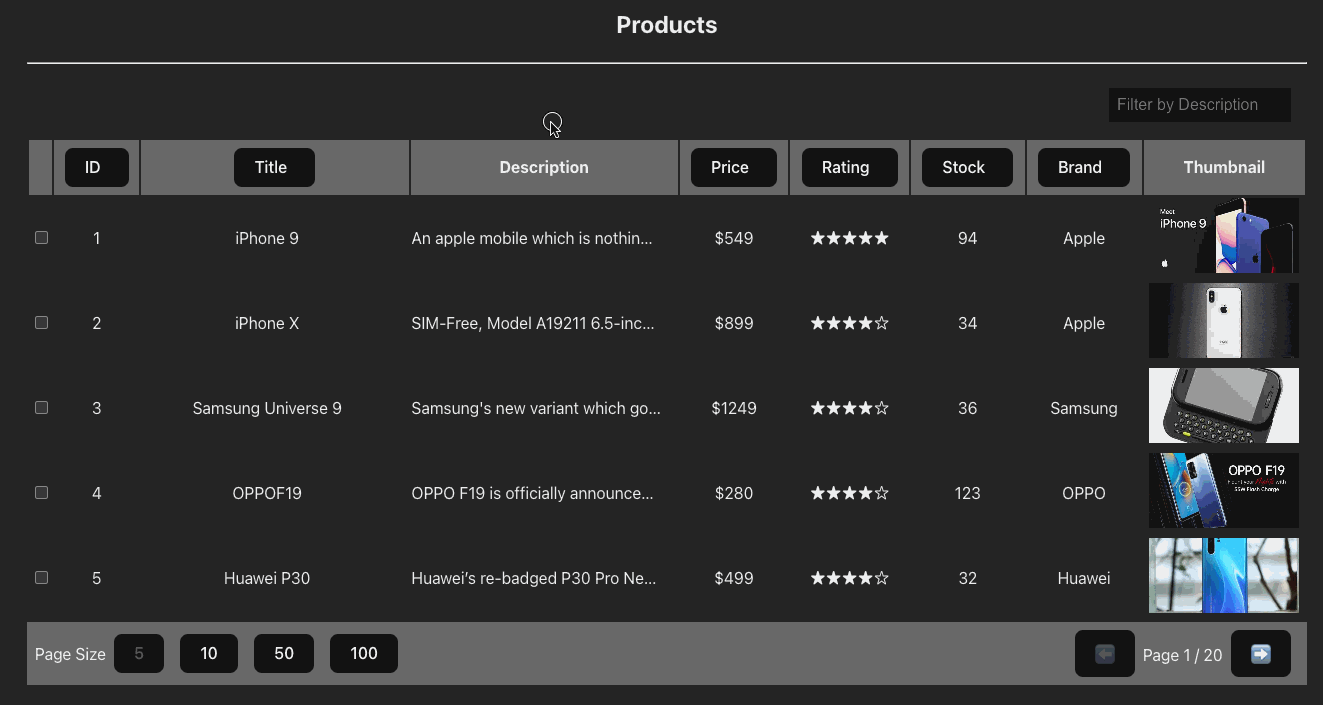 Products
Filter by Description
ID Title Description Price Rating Stock Brand Thumbnail
1 iPhone 9 An apple mobile which is nothin... $549 ★★★★★ 94 Apple
Meet
iPhone 9
2 iPhone X SIM-Free, Model A19211 6.5-inc... $899 ★★★★☆ 34 Apple
3 Samsung Universe 9 Samsung's new variant which go... $1249 ★★★★☆ 36 Samsung
4 OPPOF19 OPPO F19 is officially announce... $280 ★★★★☆ 123 OPPO
OPPO F19
with
Flash Charge
5 Huawei P30 Huawei’s re-badged P30 Pro Ne... $499 ★★★★☆ 32 Huawei
Page Size 5 10 50 100 Page 1 / 20